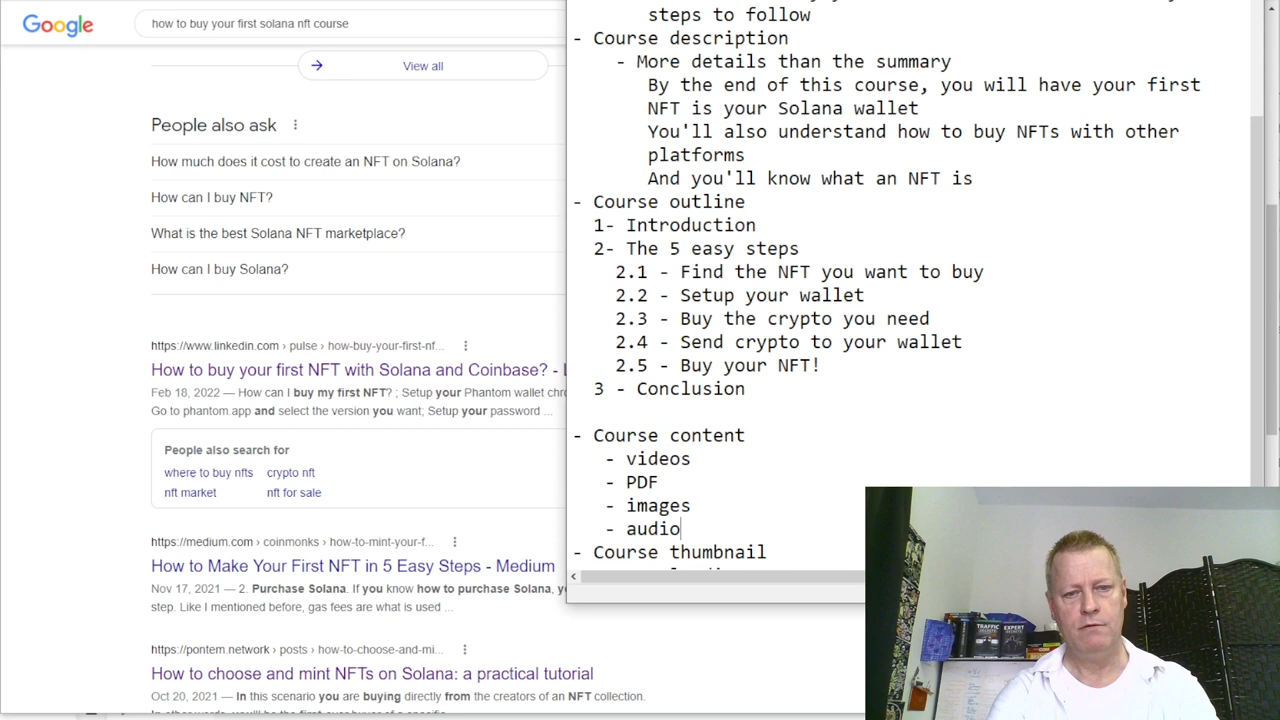 Google
how to buy your first solana nft course
View all
People also ask
How much does it cost to create an NFT on Solana?
How can I buy NFT?
What is the best Solana NFT marketplace?
How can I buy Solana?
https://www.linkedin.com › pulse › how-buy-your-first-nf...
How to buy your first NFT with Solana and Coinbase? -
Feb 18, 2022 — How can I buy my first NFT? ; Setup your Phantom wallet
Go to phantom.app and select the version you want; Setup your password ...
People also search for
where to buy nfts crypto nft
nft market nft for sale
https://medium.com › coinmonks › how-to-mint-your-f...
How to Make Your First NFT in 5 Easy Steps - Medium
Nov 17, 2021 — 2. Purchase Solana. If you know how to purchase Solana,
step. Like I mentioned before, gas fees are what is used ...
https://pontem.network › posts › how-to-choose-and-mi...
How to choose and mint NFTs on Solana: a practical tutorial
Oct 20, 2021 — In this scenario you are buying directly from the creators of an NFT collection.
steps to follow
- Course description
- More details than the summary
By the end of this course, you will have your first
NFT is your Solana wallet
You'll also understand how to buy NFTs with other
platforms
And you'll know what an NFT is
- Course outline
1- Introduction
2- The 5 easy steps
2.1 - Find the NFT you want to buy
2.2 - Setup your wallet
2.3 - Buy the crypto you need
2.4 - Send crypto to your wallet
2.5 - Buy your NFT!
3 - Conclusion
- Course content
- videos
- PDF
- images
- audio
- Course thumbnail
TRAFFIC
SECRETS
EXPERT
SECRETS